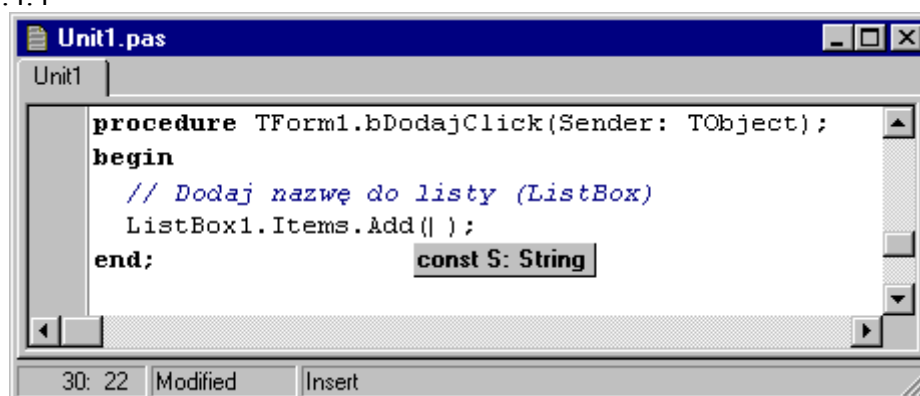 Unit1.pas
Unit1
procedure TForm1.bDodajClick(Sender: TObject);
begin
// Dodaj nazwę do listy (ListBox)
ListBox1.Items.Add( );
end;
const S: String
30: 22 Modified Insert